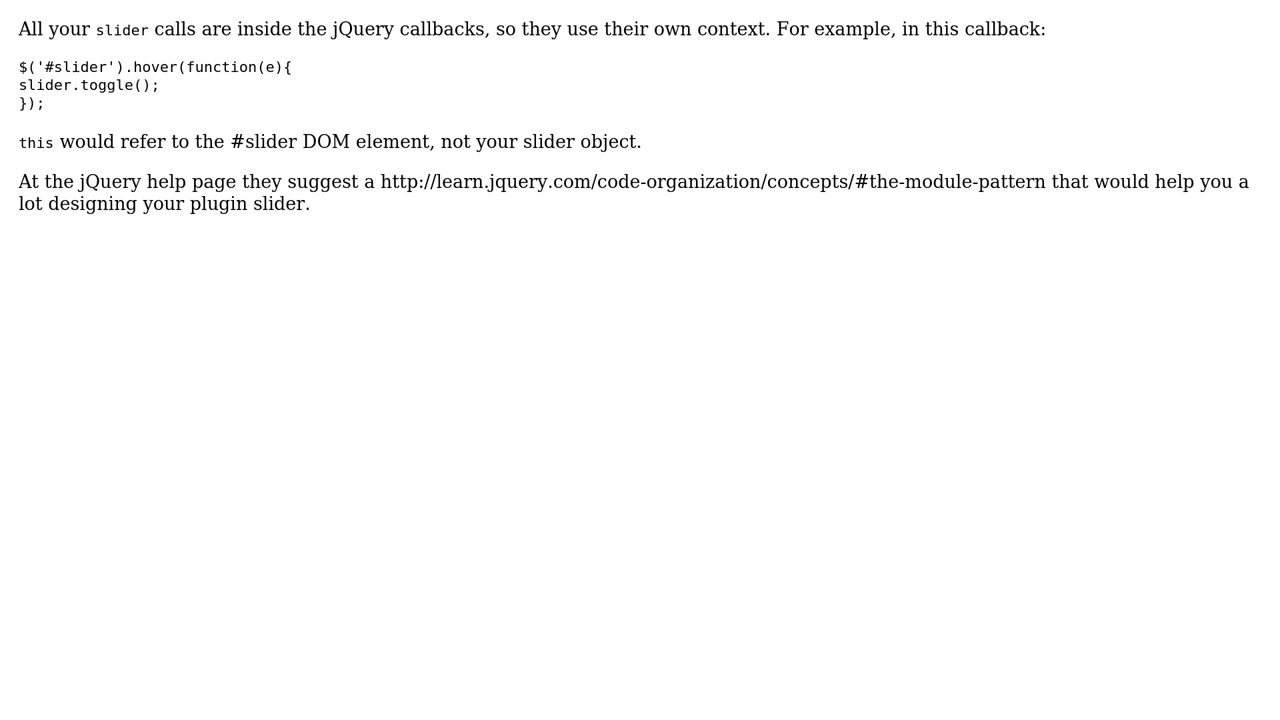 All your slider calls are inside the jQuery callbacks, so they use their own context. For example, in this callback:
$('#slider').hover(function(e){
slider.toggle();
});
this would refer to the #slider DOM element, not your slider object.
At the jQuery help page they suggest a http://learn.jquery.com/code-organization/concepts/#the-module-pattern that would help you a
lot designing your plugin slider.